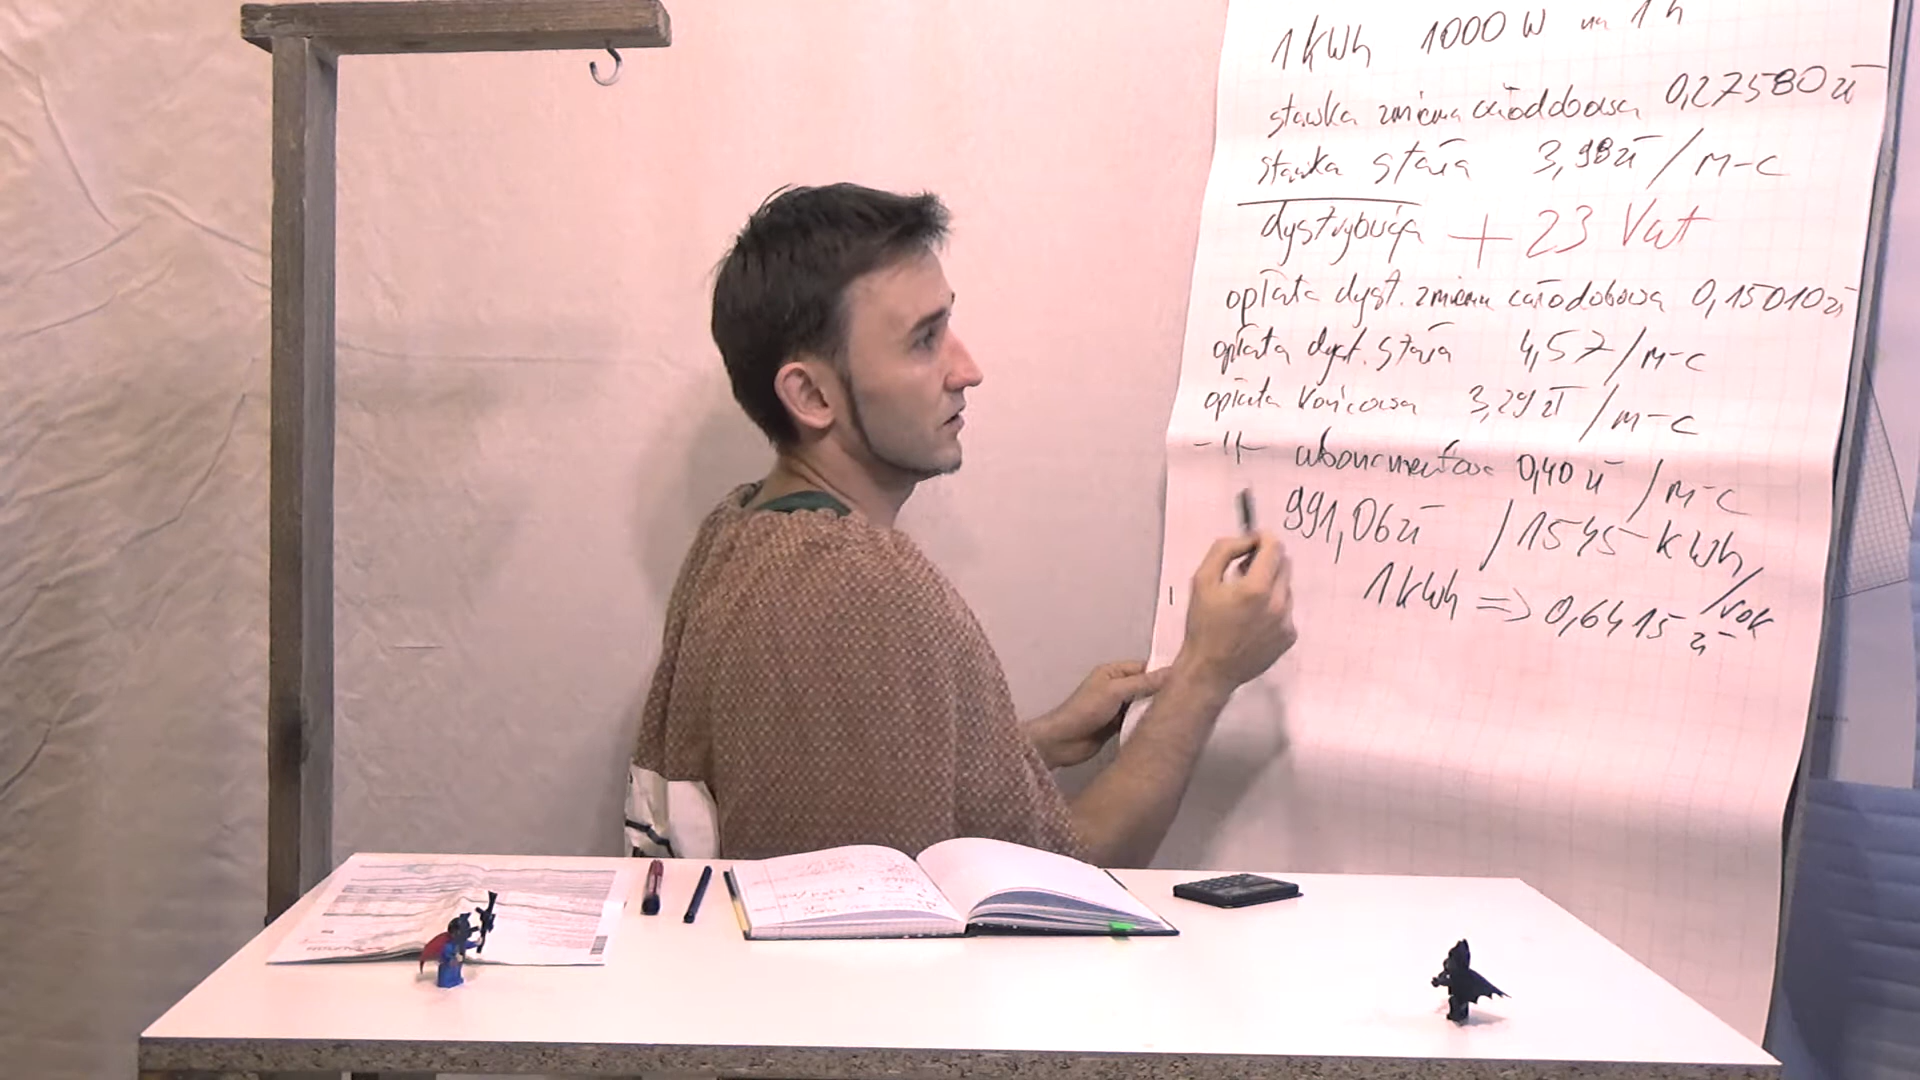 1 kWh 1000 W na 1 h
stawka zmienna całodobowa 0,27580 zł
stawka stała 3,98 zł / m-c
dystrybucja + 23 Vat
opłata dyst. zmienna całodobowa 0,15010 zł
opłata dyst. stała 4,57 / m-c
opłata końcowa 3,29 zł / m-c
-11- abonamentowa 0,40 zł / m-c
991,06 zł / 1545 kWh / rok
1 kWh => 0,6415 zł